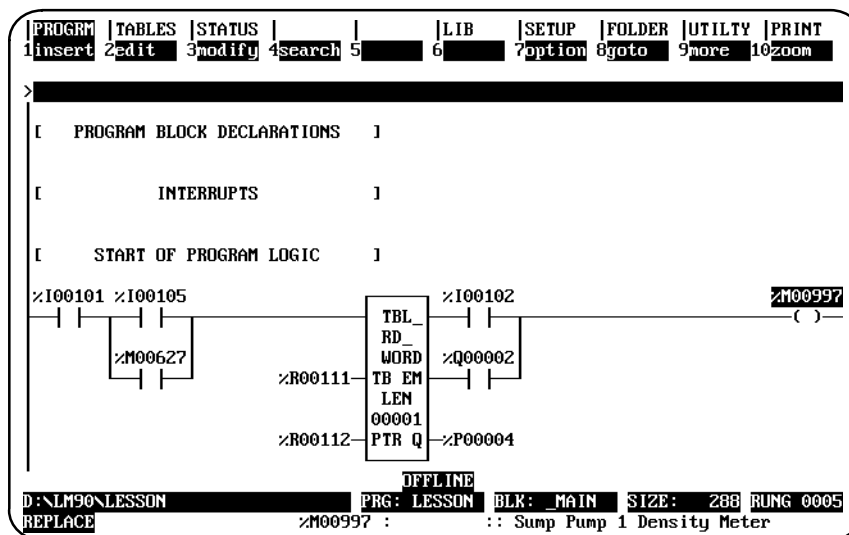 PROGRM |TABLES |STATUS | | |LIB |SETUP |FOLDER |UTILTY |PRINT
1insert 2edit 3modify 4search 5 6 7option 8goto 9more 10zoom
>
[ PROGRAM BLOCK DECLARATIONS ]
[ INTERRUPTS ]
[ START OF PROGRAM LOGIC ]
%I00101 %I00105 %I00102 %M00997
TBL_
RD_
%M00627 WORD %Q00002
%R00111 TB EM
LEN
00001
%R00112 PTR Q %P00004
OFFLINE
D:\LM90\LESSON PRG: LESSON BLK: _MAIN SIZE: 288 RUNG 0005
REPLACE %M00997 : :: Sump Pump 1 Density Meter